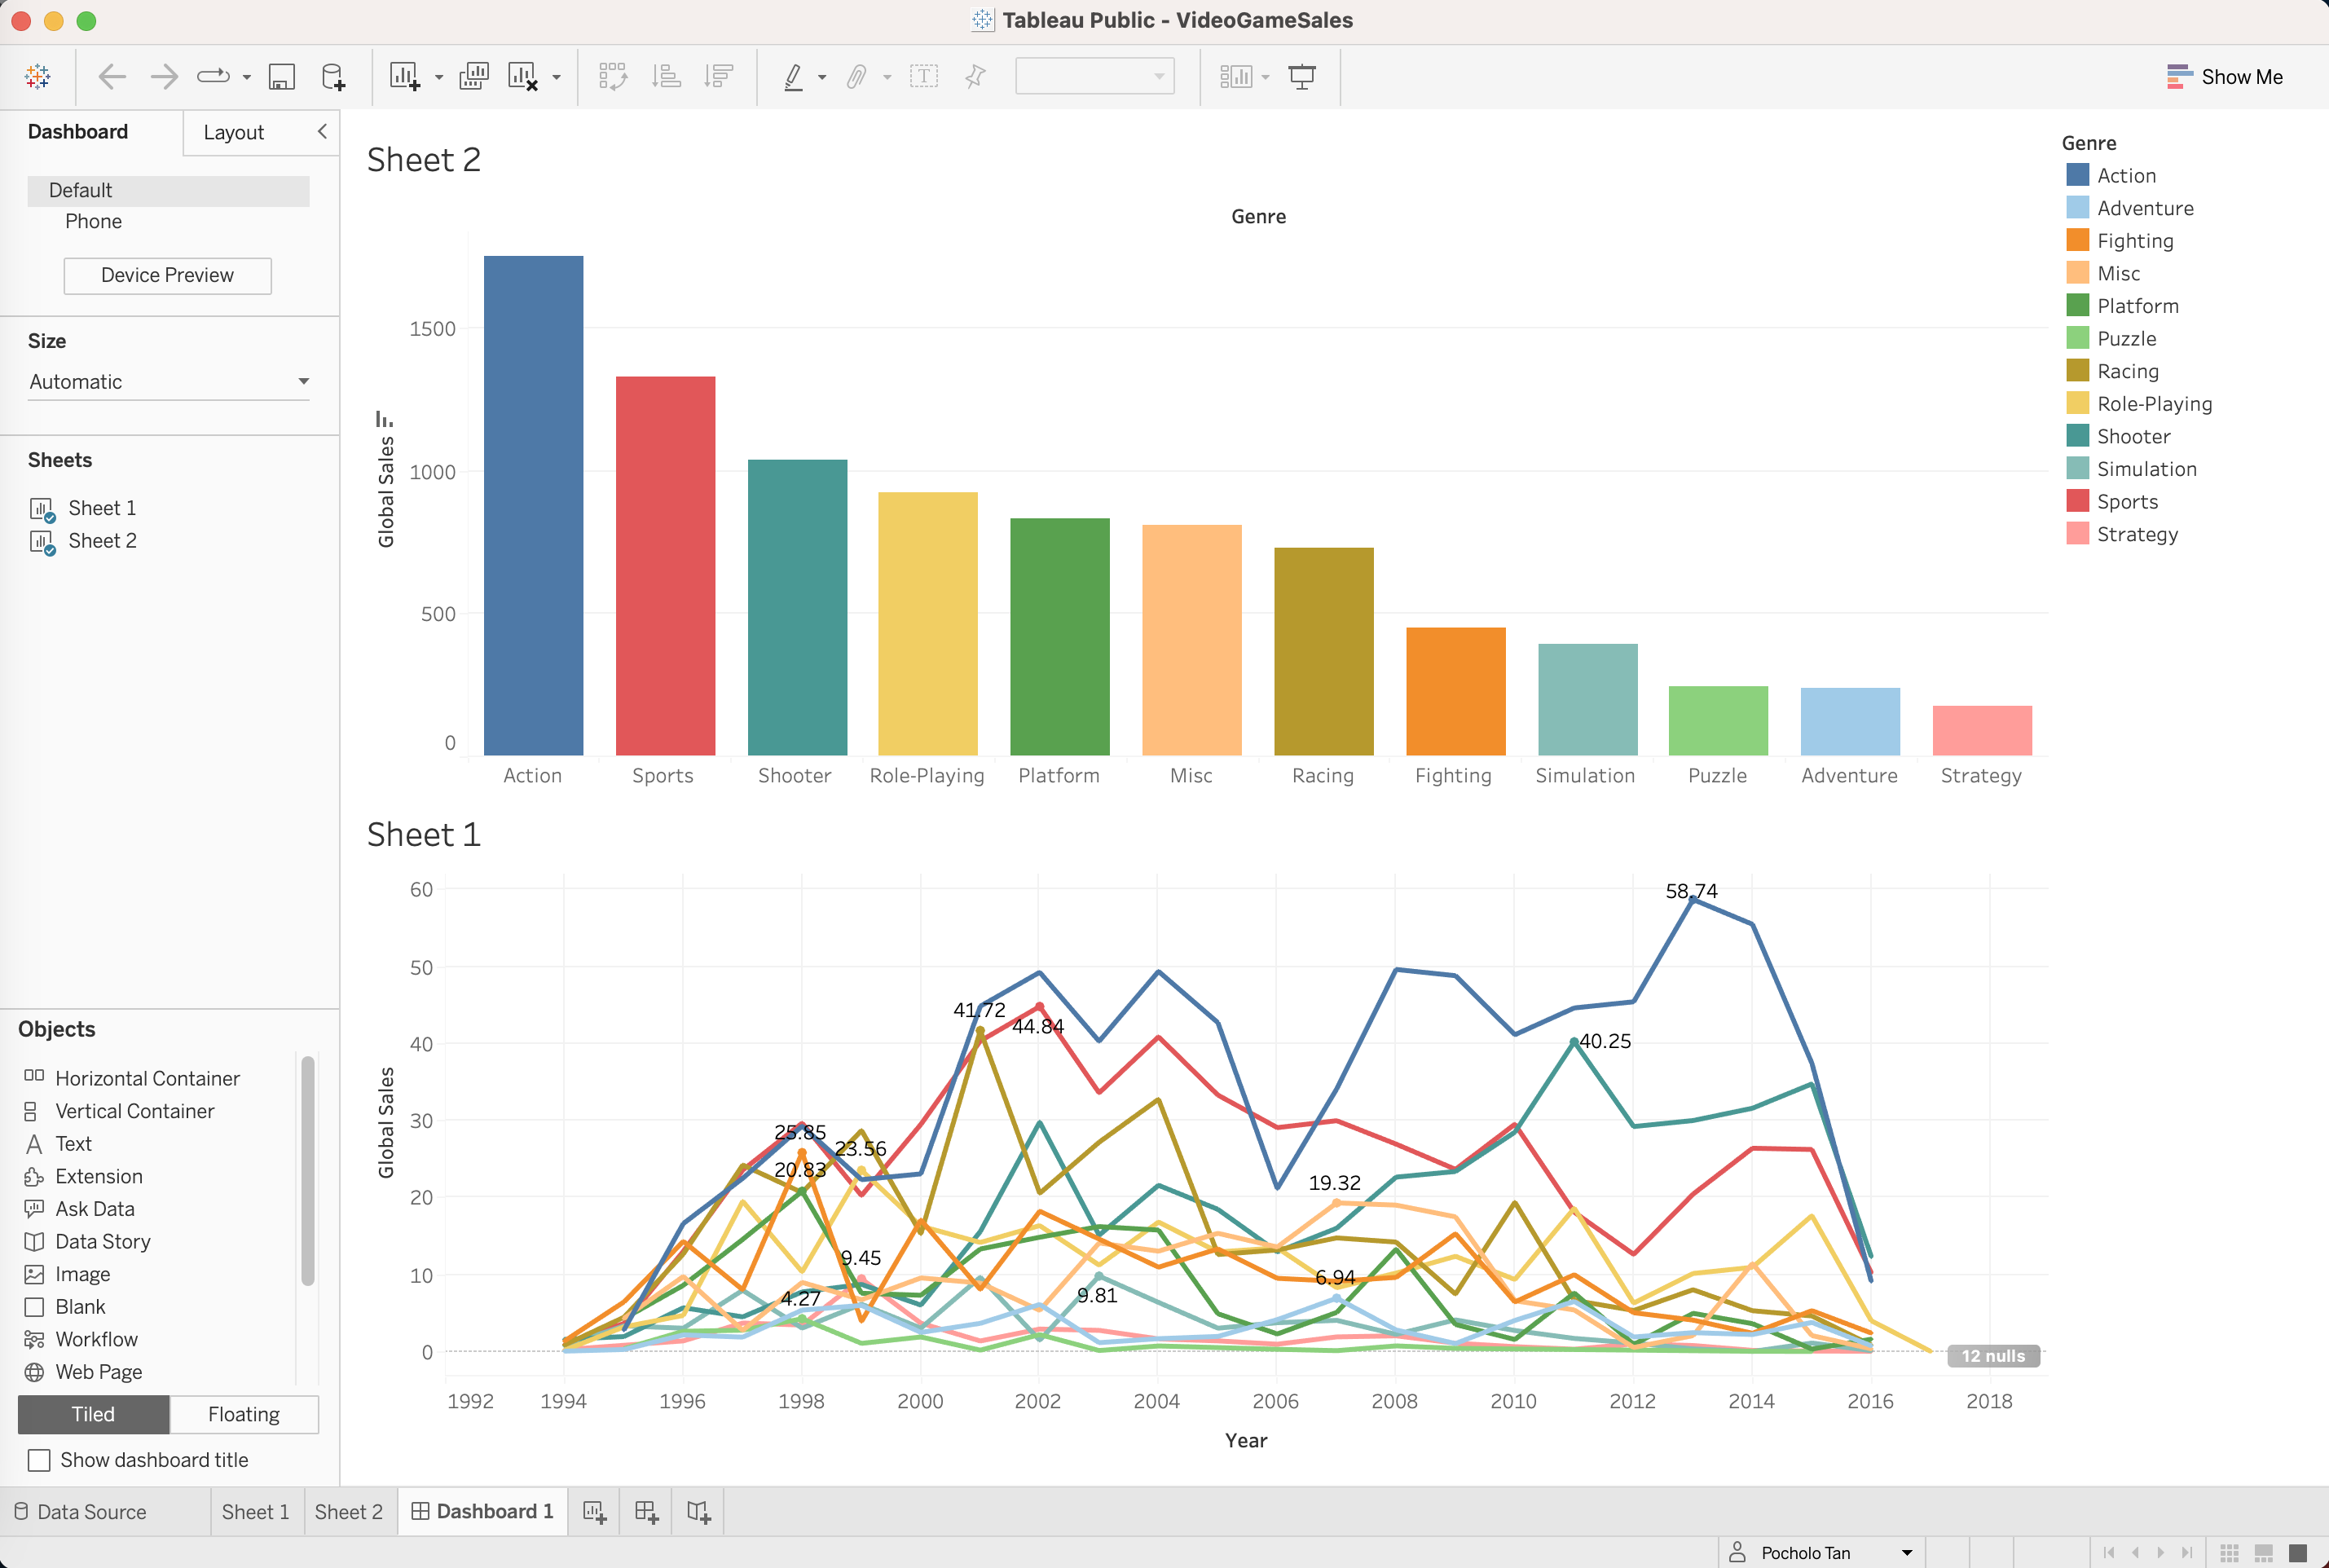 Tableau Public - VideoGameSales
Show Me
Dashboard
Layout
Default
Phone
Device Preview
Size
Automatic
Sheets
Sheet 1
Sheet 2
Objects
Horizontal Container
Vertical Container
Text
Extension
Ask Data
Data Story
Image
Blank
Workflow
Web Page
Tiled
Floating
Show dashboard title
Sheet 2
Genre
Global Sales
1500
1000
500
0
Action
Sports
Shooter
Role-Playing
Platform
Misc
Racing
Fighting
Simulation
Puzzle
Adventure
Strategy
Genre
Action
Adventure
Fighting
Misc
Platform
Puzzle
Racing
Role-Playing
Shooter
Simulation
Sports
Strategy
Sheet 1
Global Sales
60
50
40
30
20
10
0
58.74
41.72
44.84
40.25
25.85
23.56
20.83
19.32
9.45
6.94
4.27
9.81
12 nulls
1992
1994
1996
1998
2000
2002
2004
2006
2008
2010
2012
2014
2016
2018
Year
Data Source
Sheet 1
Sheet 2
Dashboard 1
Pocholo Tan